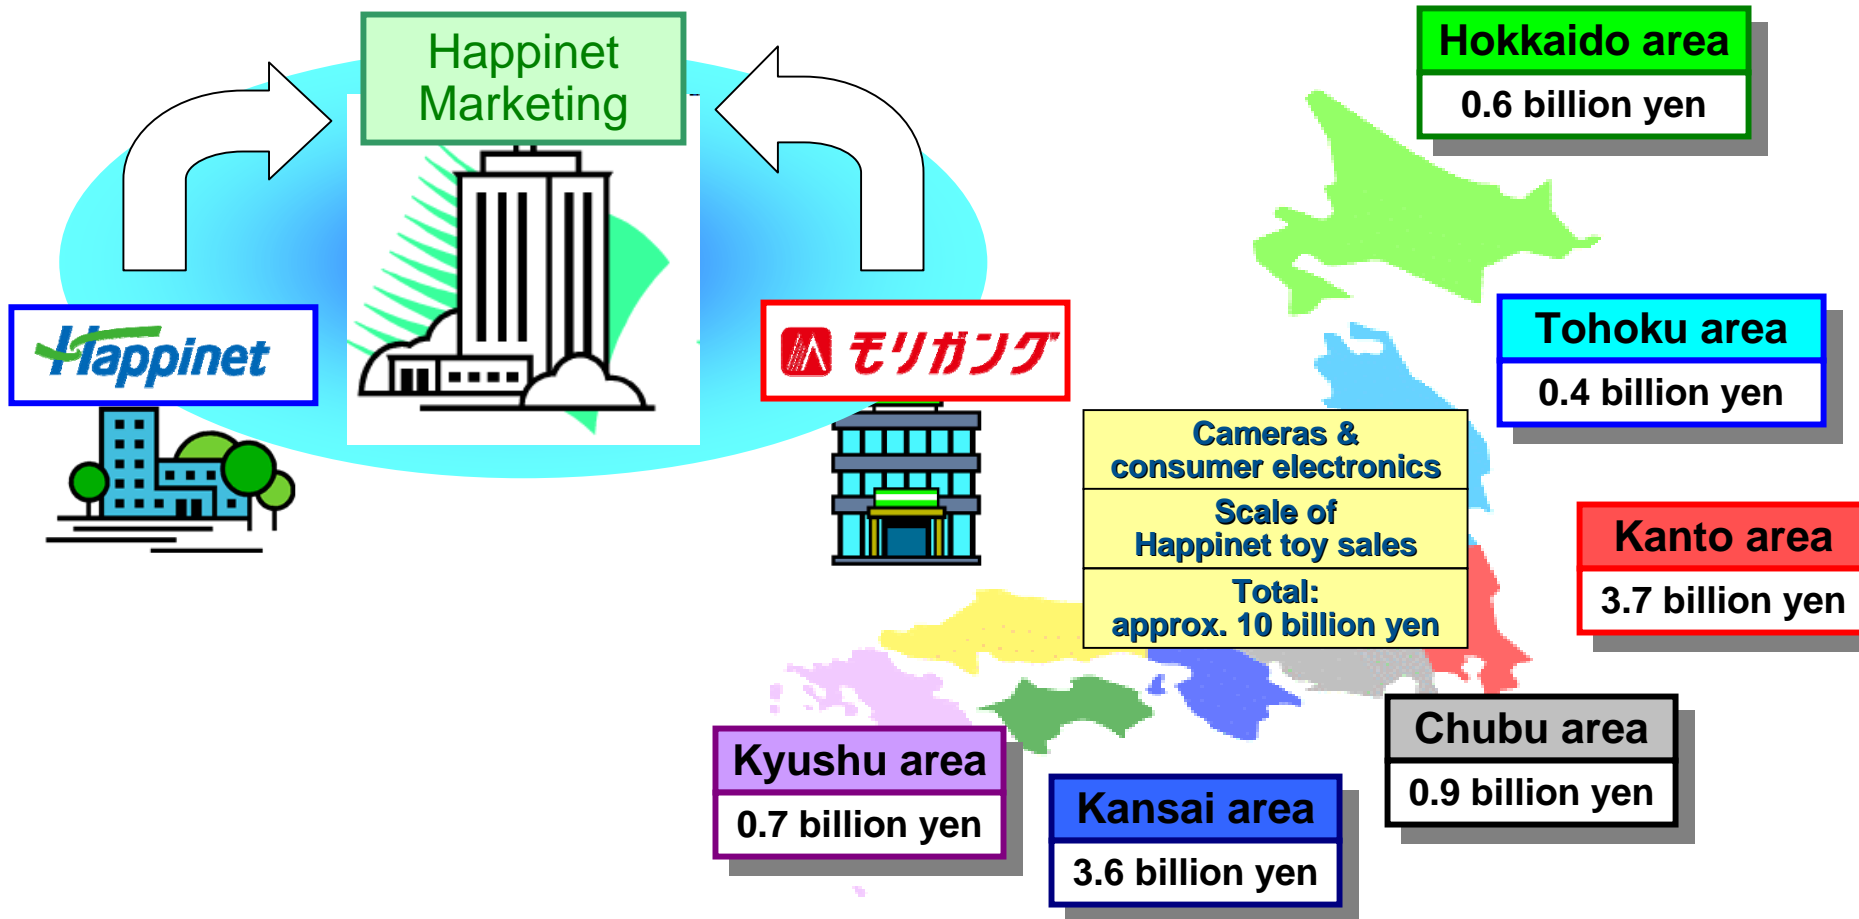 Happinet
Marketing
Happinet
モリガング
Hokkaido area
0.6 billion yen
Tohoku area
0.4 billion yen
Cameras &
consumer electronics
Scale of
Happinet toy sales
Total:
approx. 10 billion yen
Kanto area
3.7 billion yen
Chubu area
0.9 billion yen
Kyushu area
0.7 billion yen
Kansai area
3.6 billion yen